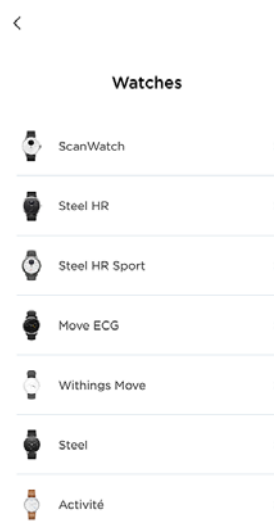 Watches
ScanWatch
Steel HR
Steel HR Sport
Move ECG
Withings Move
Steel
Activité